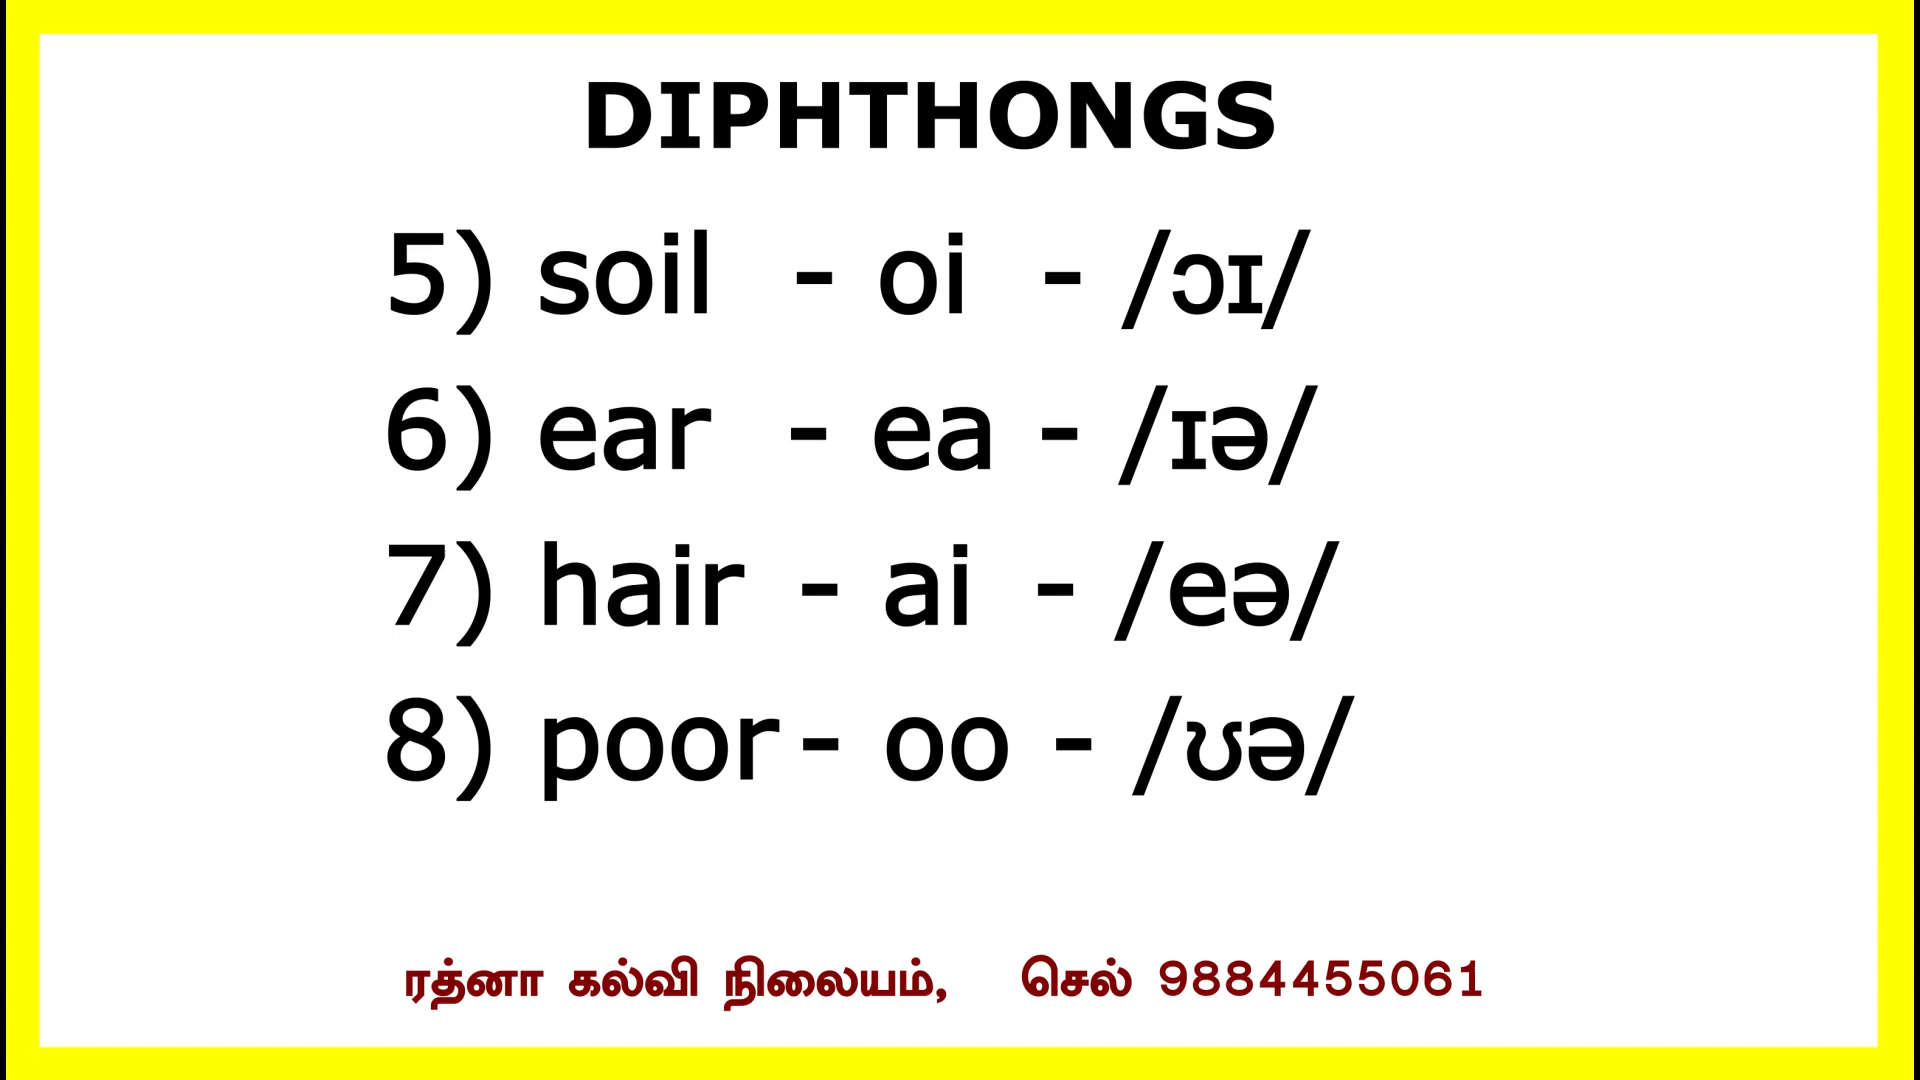 DIPHTHONGS
5) soil - oi - /ɔɪ/
6) ear - ea - /ɪə/
7) hair - ai - /eə/
8) poor - oo - /ʊə/
ரத்னா கல்வி நிலையம், செல் 9884455061